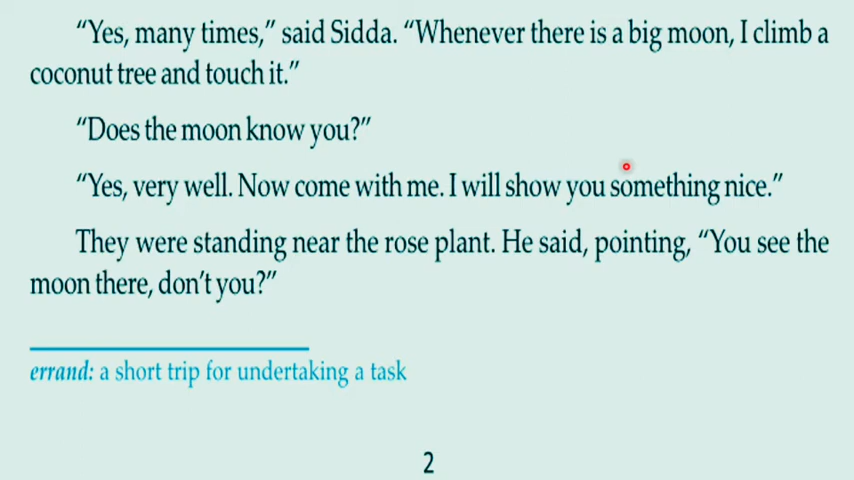 “Yes, many times,” said Sidda. “Whenever there is a big moon, I climb a
coconut tree and touch it.”
“Does the moon know you?”
“Yes, very well. Now come with me. I will show you something nice.”
They were standing near the rose plant. He said, pointing, “You see the
moon there, don’t you?”
errand: a short trip for undertaking a task
2